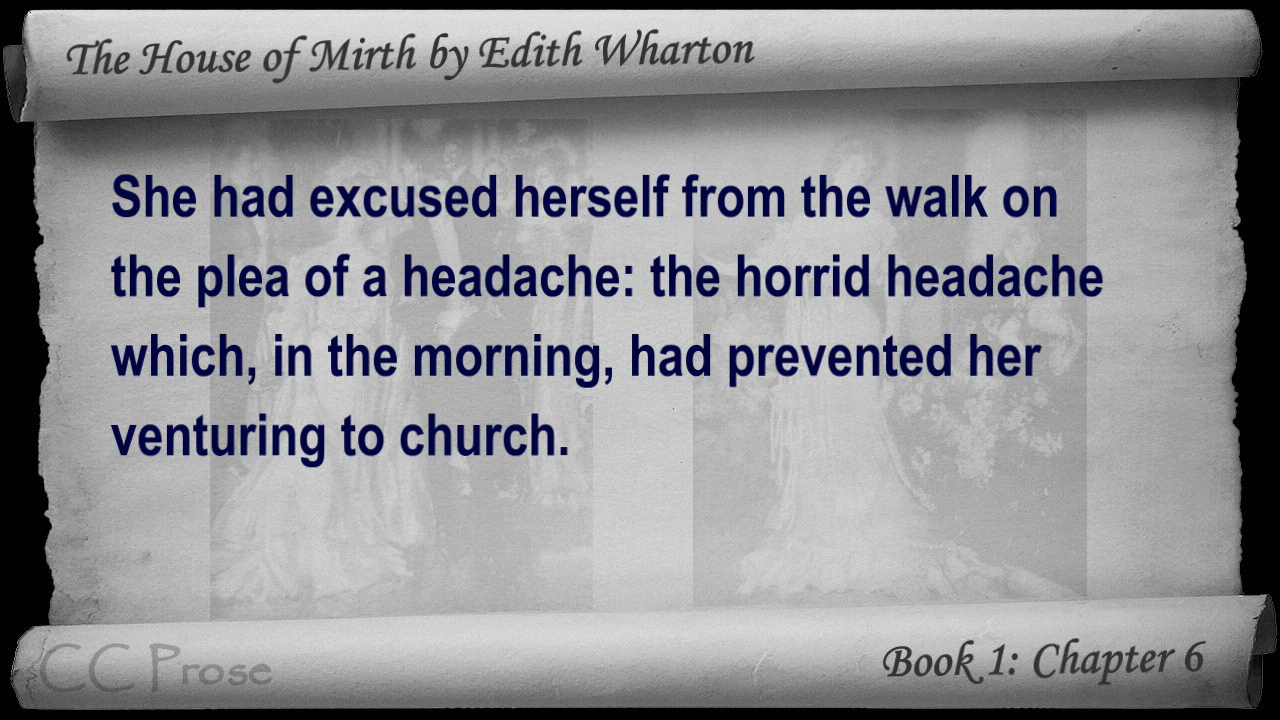 The House of Mirth by Edith Wharton
She had excused herself from the walk on
the plea of a headache: the horrid headache
which, in the morning, had prevented her
venturing to church.
CC Prose
Book 1: Chapter 6